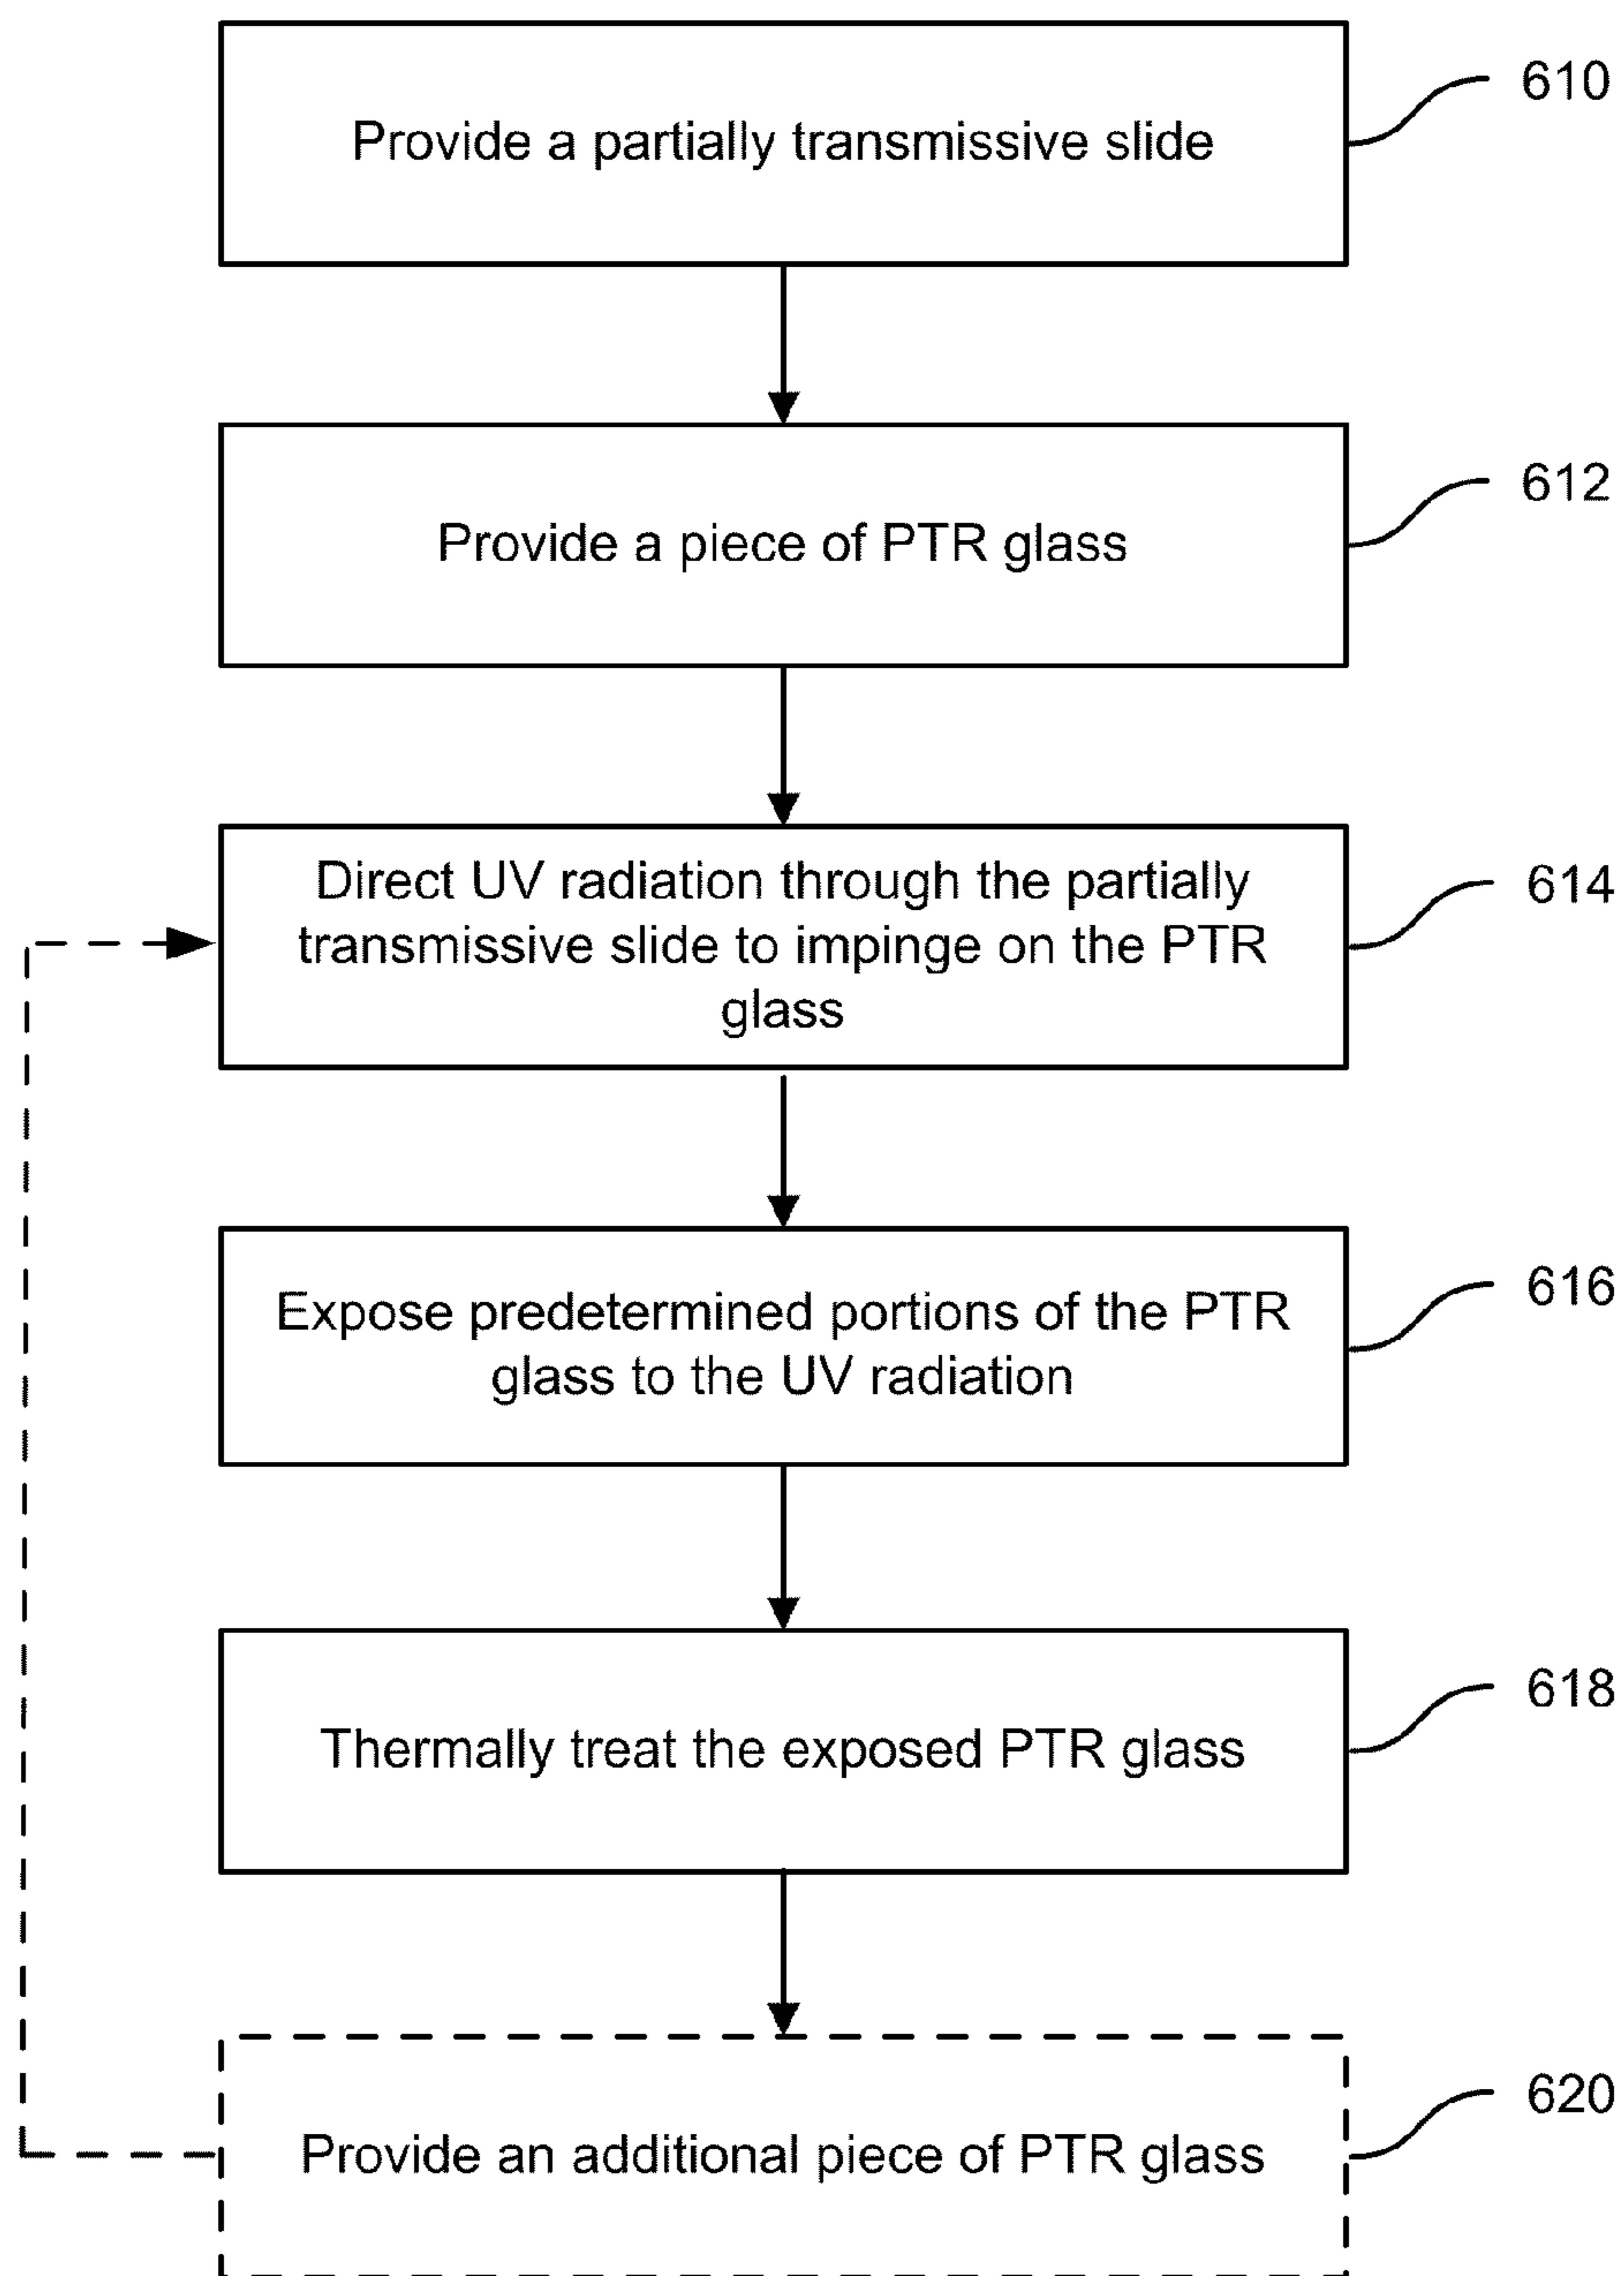 Provide a partially transmissive slide
610
Provide a piece of PTR glass
612
Direct UV radiation through the partially
transmissive slide to impinge on the PTR
glass
614
Expose predetermined portions of the PTR
glass to the UV radiation
616
Thermally treat the exposed PTR glass
618
Provide an additional piece of PTR glass
620